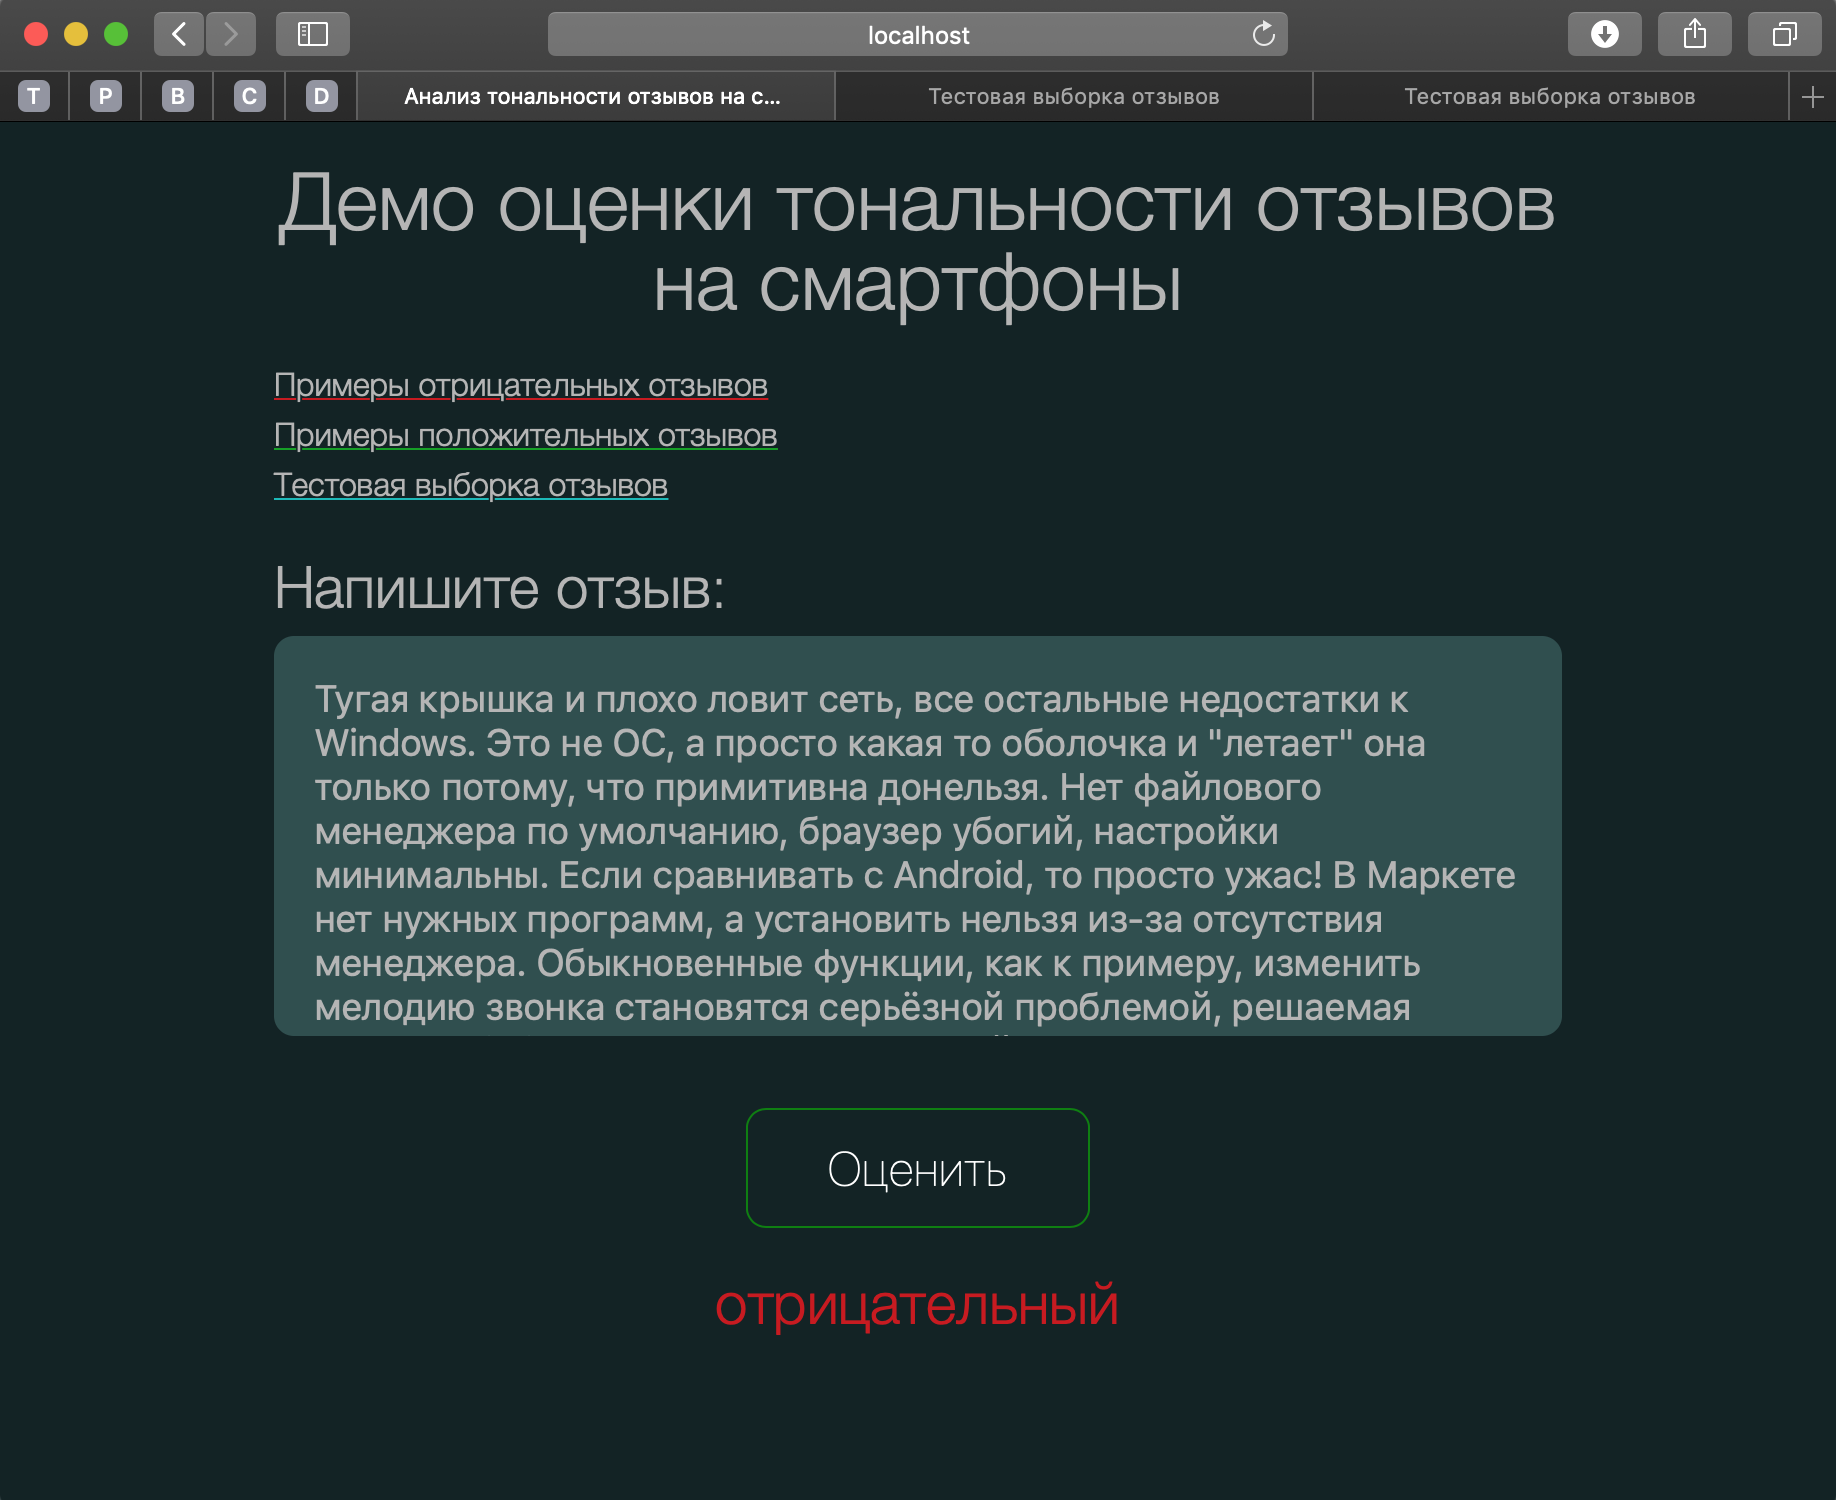 localhost
T
P
B
C
D
Анализ тональности отзывов на с...
Тестовая выборка отзывов
Тестовая выборка отзывов
Демо оценки тональности отзывов
на смартфоны
Примеры отрицательных отзывов
Примеры положительных отзывов
Тестовая выборка отзывов
Напишите отзыв:
Тугая крышка и плохо ловит сеть, все остальные недостатки к
Windows. Это не ОС, а просто какая то оболочка и "летает" она
только потому, что примитивна донельзя. Нет файлового
менеджера по умолчанию, браузер убогий, настройки
минимальны. Если сравнивать с Android, то просто ужас! В Маркете
нет нужных программ, а установить нельзя из-за отсутствия
менеджера. Обыкновенные функции, как к примеру, изменить
мелодию звонка становятся серьёзной проблемой, решаемая
Оценить
отрицательный